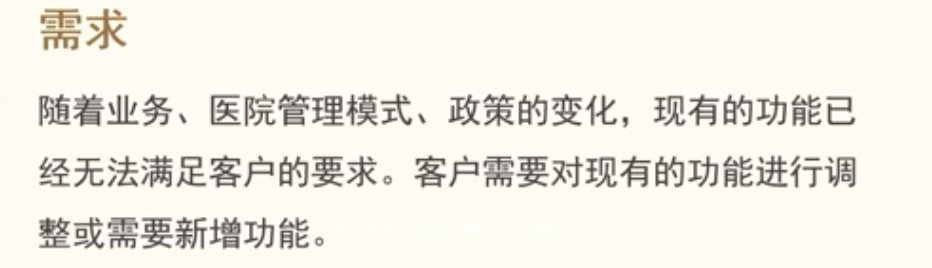 需求
随着业务、医院管理模式、政策的变化，现有的功能已
经无法满足客户的要求。客户需要对现有的功能进行调
整或需要新增功能。